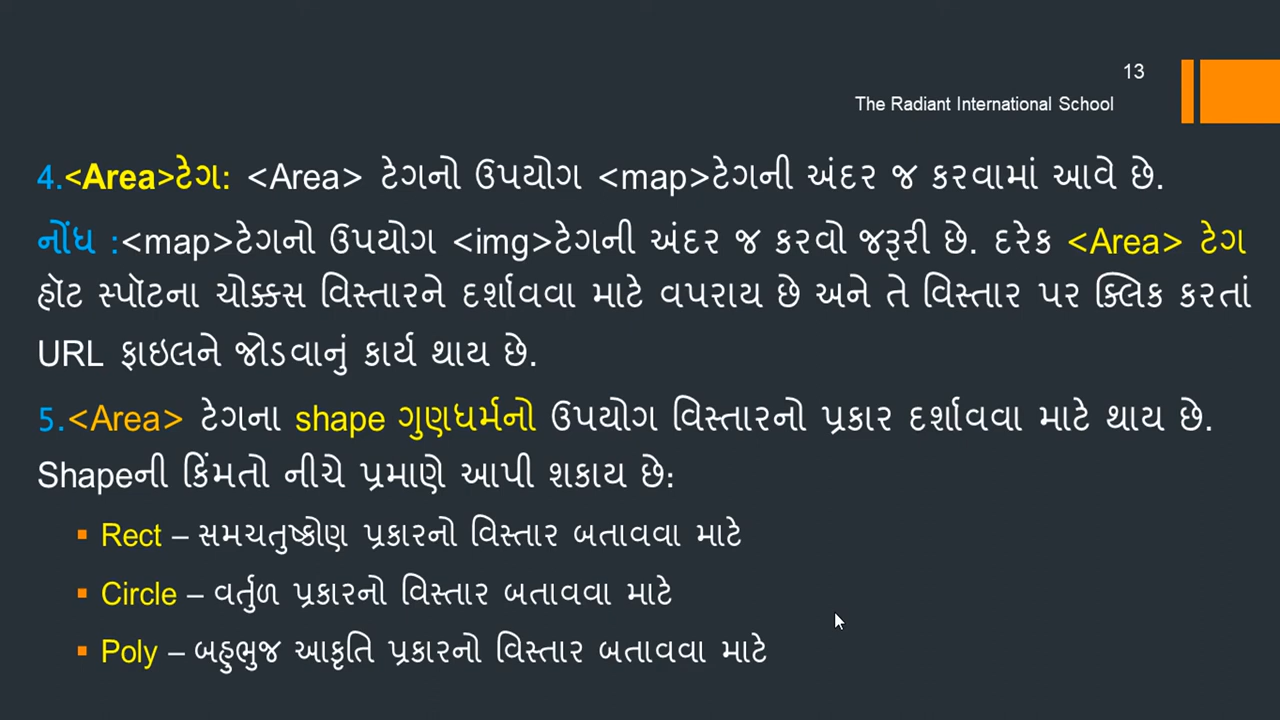 13
The Radiant International School
4.<Area>ટેગ: <Area> ટેગનો ઉપયોગ <map>ટેગની અંદર જ કરવામાં આવે છે.
નોંધ :<map>ટેગનો ઉપયોગ <img>ટેગની અંદર જ કરવો જરૂરી છે. દરેક <Area> ટેગ
હૉટ સ્પૉટના ચોક્કસ વિસ્તારને દર્શાવવા માટે વપરાય છે અને તે વિસ્તાર પર ક્લિક કરતાં
URL ફાઇલને જોડવાનું કાર્ય થાય છે.
5.<Area> ટેગના shape ગુણધર્મનો ઉપયોગ વિસ્તારનો પ્રકાર દર્શાવવા માટે થાય છે.
Shapeની કિંમતો નીચે પ્રમાણે આપી શકાય છે:
▪ Rect – સમચતુષ્કોણ પ્રકારનો વિસ્તાર બતાવવા માટે
▪ Circle – વર્તુળ પ્રકારનો વિસ્તાર બતાવવા માટે
▪ Poly – બહુભુજ આકૃતિ પ્રકારનો વિસ્તાર બતાવવા માટે